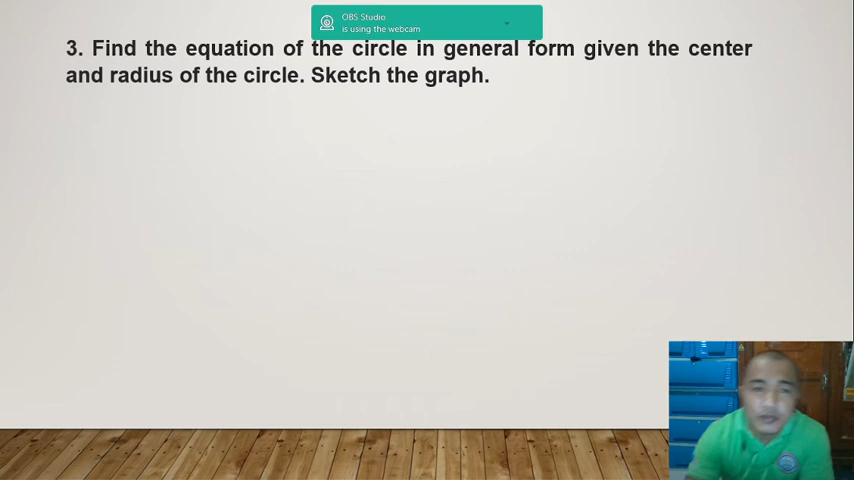 OBS Studio
is using the webcam
3. Find the equation of the circle in general form given the center
and radius of the circle. Sketch the graph.